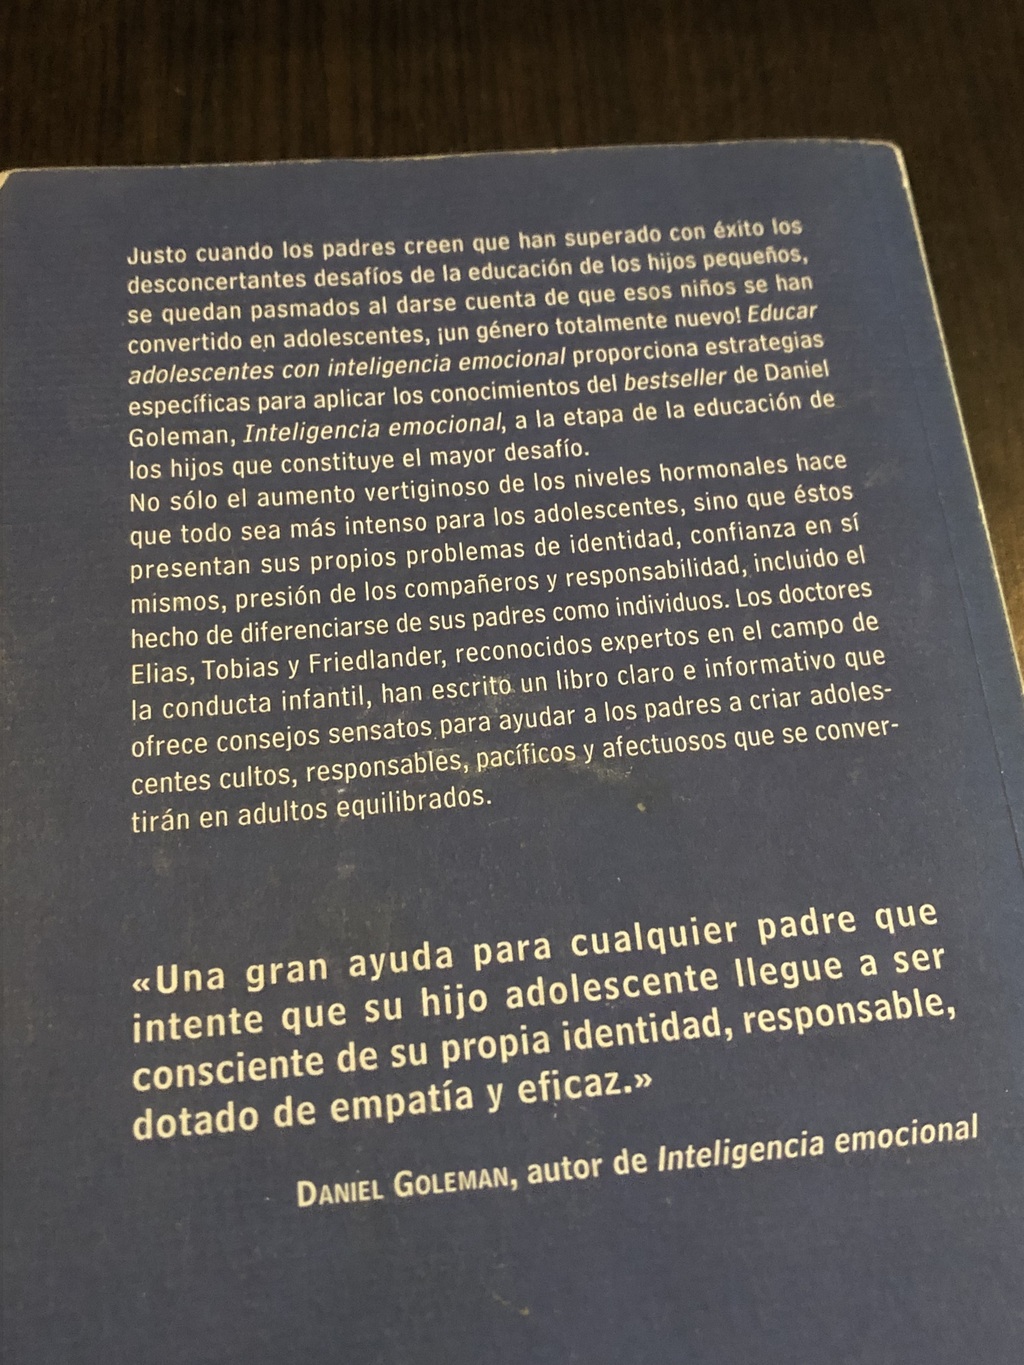 Justo cuando los padres creen que han superado con éxito los
desconcertantes desafíos de la educación de los hijos pequeños,
se quedan pasmados al darse cuenta de que esos niños se han
convertido en adolescentes, ¡un género totalmente nuevo! Educar
adolescentes con inteligencia emocional proporciona estrategias
específicas para aplicar los conocimientos del bestseller de Daniel
Goleman, Inteligencia emocional, a la etapa de la educación de
los hijos que constituye el mayor desafío.
No sólo el aumento vertiginoso de los niveles hormonales hace
que todo sea más intenso para los adolescentes, sino que éstos
presentan sus propios problemas de identidad, confianza en sí
mismos, presión de los compañeros y responsabilidad, incluido el
hecho de diferenciarse de sus padres como individuos. Los doctores
Elias, Tobias y Friedlander, reconocidos expertos en el campo de
la conducta infantil, han escrito un libro claro e informativo que
ofrece consejos sensatos para ayudar a los padres a criar adoles-
centes cultos, responsables, pacíficos y afectuosos que se conver-
tirán en adultos equilibrados.
«Una gran ayuda para cualquier padre que
intente que su hijo adolescente llegue a ser
consciente de su propia identidad, responsable,
dotado de empatía y eficaz.»
DANIEL GOLEMAN, autor de Inteligencia emocional